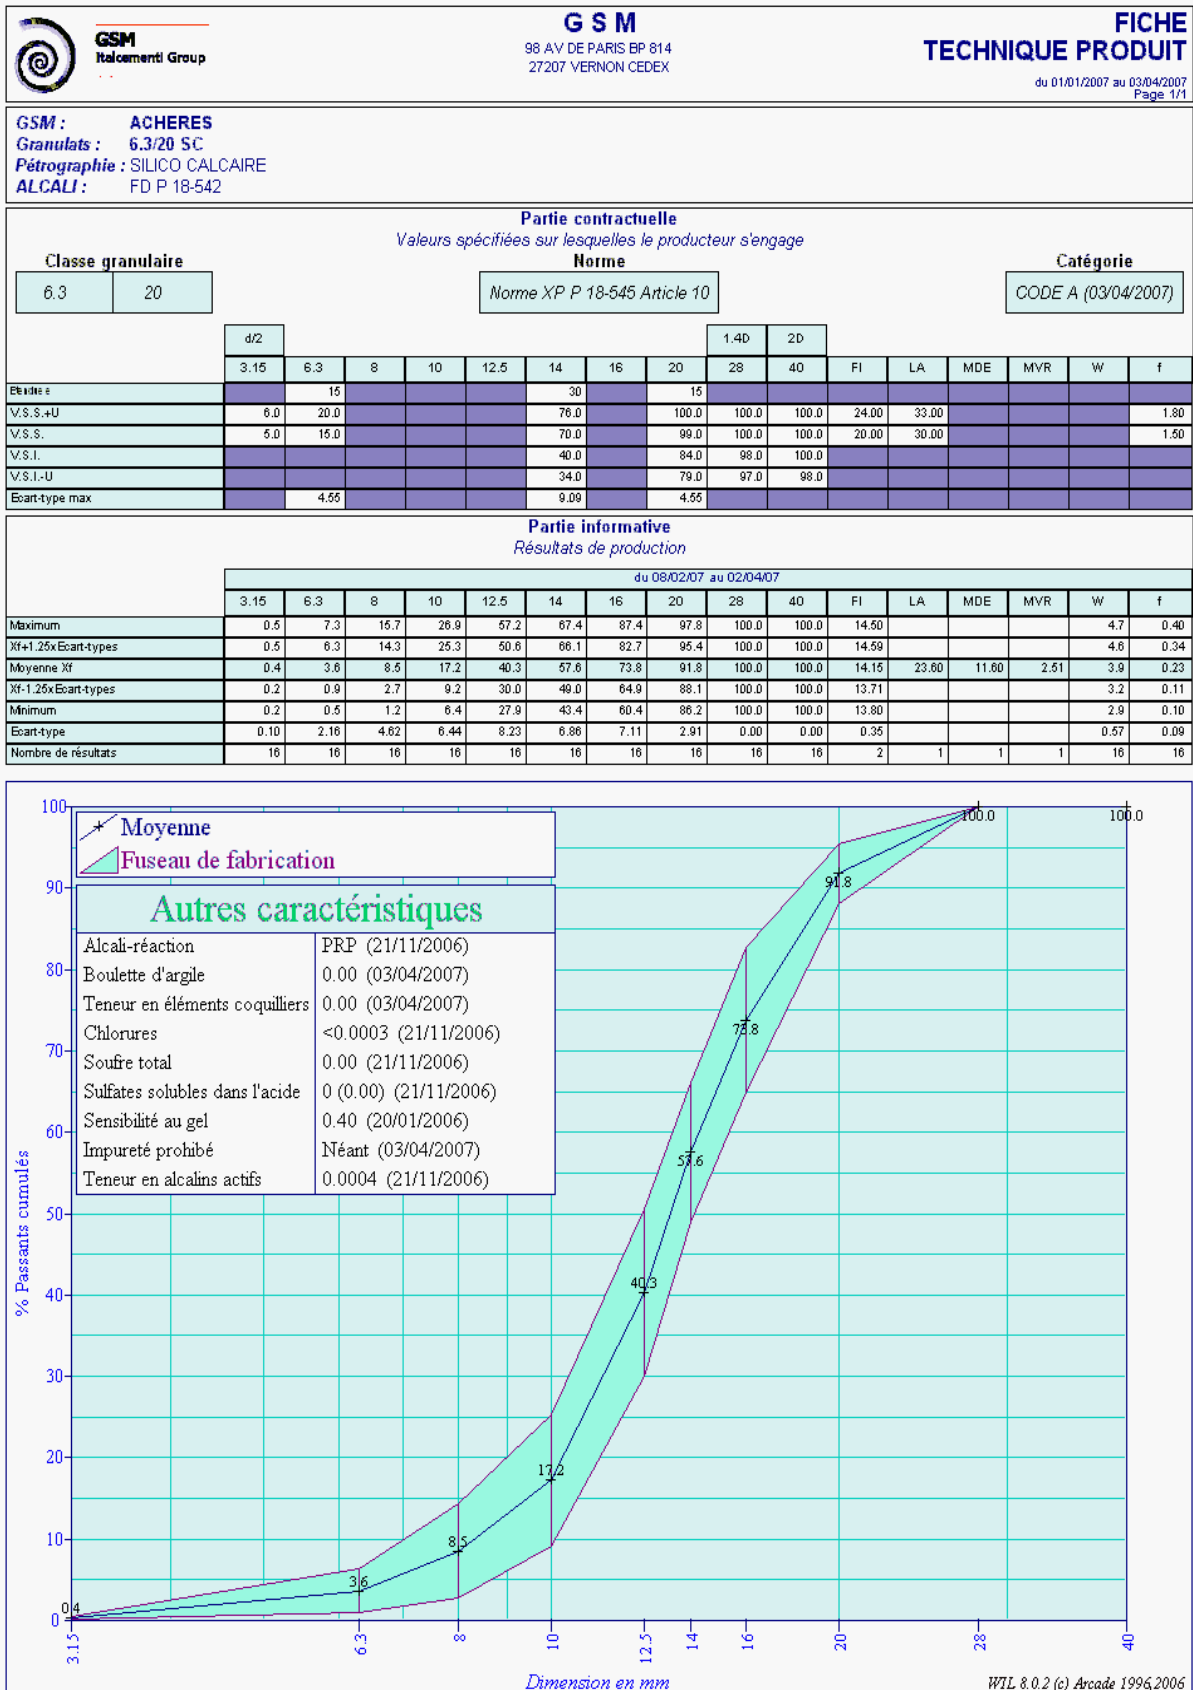 GSM
Italcementi Group
G S M
98 AV DE PARIS BP 814
27207 VERNON CEDEX
FICHE
TECHNIQUE PRODUIT
du 01/01/2007 au 03/04/2007
Page 1/1
GSM : ACHERES
Granulats : 6.3/20 SC
Pétrographie : SILICO CALCAIRE
ALCALI : FD P 18-542
Partie contractuelle
Valeurs spécifiées sur lesquelles le producteur s'engage
Classe granulaire Norme Catégorie
6.3 20 Norme XP P 18-545 Article 10 CODE A (03/04/2007)
d/2 1.4D 2D
3.15 6.3 8 10 12.5 14 16 20 28 40 FI LA MDE MVR W f
Etendue e 15 30 15
V.S.S.+U 6.0 20.0 76.0 100.0 100.0 100.0 24.00 33.00 1.80
V.S.S. 5.0 15.0 70.0 99.0 100.0 100.0 20.00 30.00 1.50
V.S.I. 40.0 84.0 98.0 100.0
V.S.I.-U 34.0 79.0 97.0 98.0
Ecart-type max 4.55 9.09 4.55
Partie informative
Résultats de production
du 08/02/07 au 02/04/07
3.15 6.3 8 10 12.5 14 16 20 28 40 FI LA MDE MVR W f
Maximum 0.5 7.3 15.7 26.9 57.2 67.4 87.4 97.8 100.0 100.0 14.50 4.7 0.40
Xf+1.25xEcart-types 0.5 6.3 14.3 25.3 50.6 66.1 82.7 95.4 100.0 100.0 14.59 4.6 0.34
Moyenne Xf 0.4 3.6 8.5 17.2 40.3 57.6 73.8 91.8 100.0 100.0 14.15 23.60 11.60 2.51 3.9 0.23
Xf-1.25xEcart-types 0.2 0.9 2.7 9.2 30.0 49.0 64.9 88.1 100.0 100.0 13.71 3.2 0.11
Minimum 0.2 0.5 1.2 6.4 27.9 43.4 60.4 86.2 100.0 100.0 13.80 2.9 0.10
Ecart-type 0.10 2.16 4.62 6.44 8.23 6.86 7.11 2.91 0.00 0.00 0.35 0.57 0.09
Nombre de résultats 16 16 16 16 16 16 16 16 16 16 2 1 1 1 16 16
Moyenne
Fuseau de fabrication
Autres caractéristiques
Alcali-réaction PRP (21/11/2006)
Boulette d'argile 0.00 (03/04/2007)
Teneur en éléments coquilliers 0.00 (03/04/2007)
Chlorures <0.0003 (21/11/2006)
Soufre total 0.00 (21/11/2006)
Sulfates solubles dans l'acide 0 (0.00) (21/11/2006)
Sensibilité au gel 0.40 (20/01/2006)
Impureté prohibé Néant (03/04/2007)
Teneur en alcalins actifs 0.0004 (21/11/2006)
% Passants cumulés
100
90
80
70
60
50
40
30
20
10
0
0.4 3.6 8.5 17.2 40.3 57.6 73.8 91.8 100.0 100.0
3.15 6.3 8 10 12.5 14 16 20 28 40
Dimension en mm
WIL 8.0.2 (c) Arcade 1996,2006